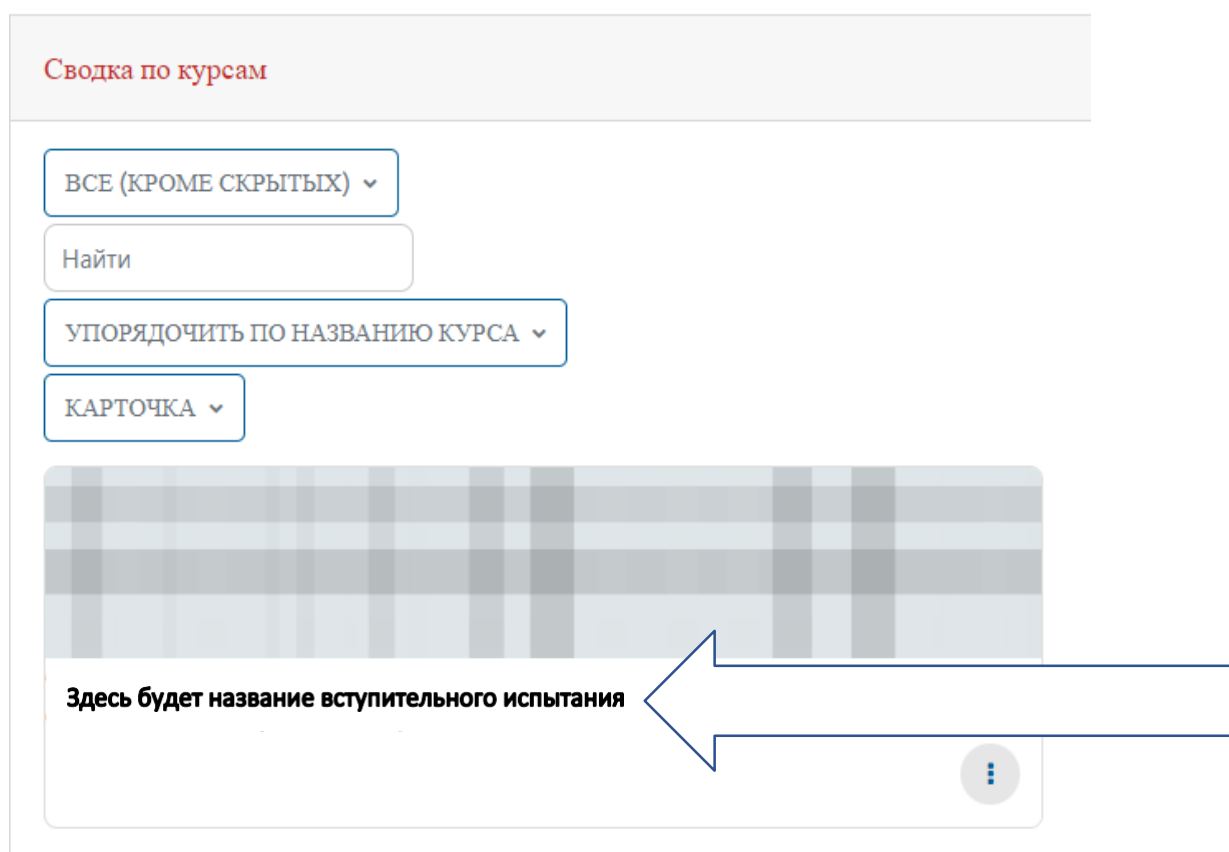 Сводка по курсам
ВСЕ (КРОМЕ СКРЫТЫХ)
Найти
УПОРЯДОЧИТЬ ПО НАЗВАНИЮ КУРСА
КАРТОЧКА
Здесь будет название вступительного испытания